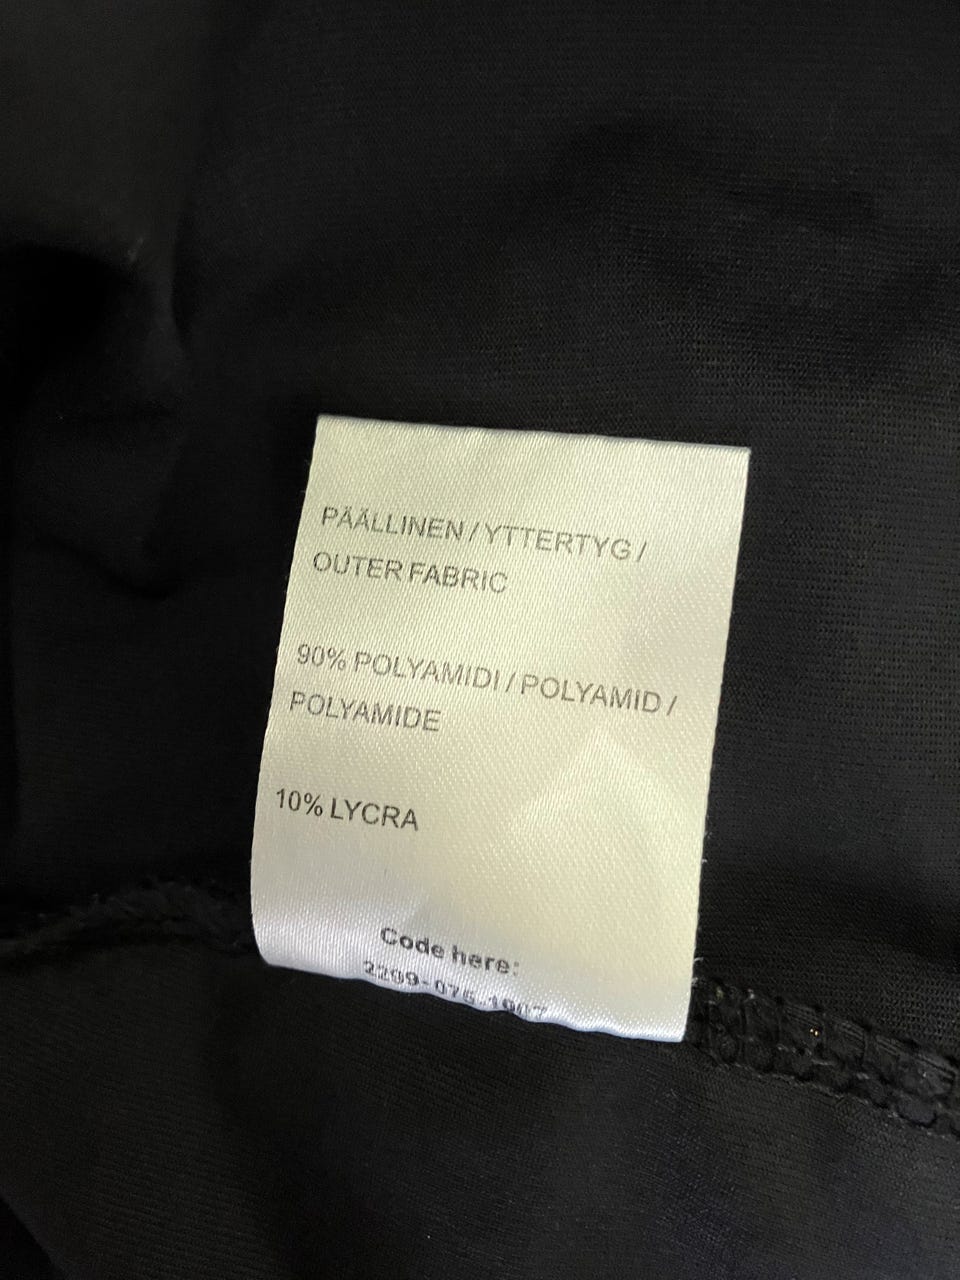 PÄÄLLINEN / YTTERTYG /
OUTER FABRIC
90% POLYAMIDI / POLYAMID /
POLYAMIDE
10% LYCRA
Code here:
2209-075-1907